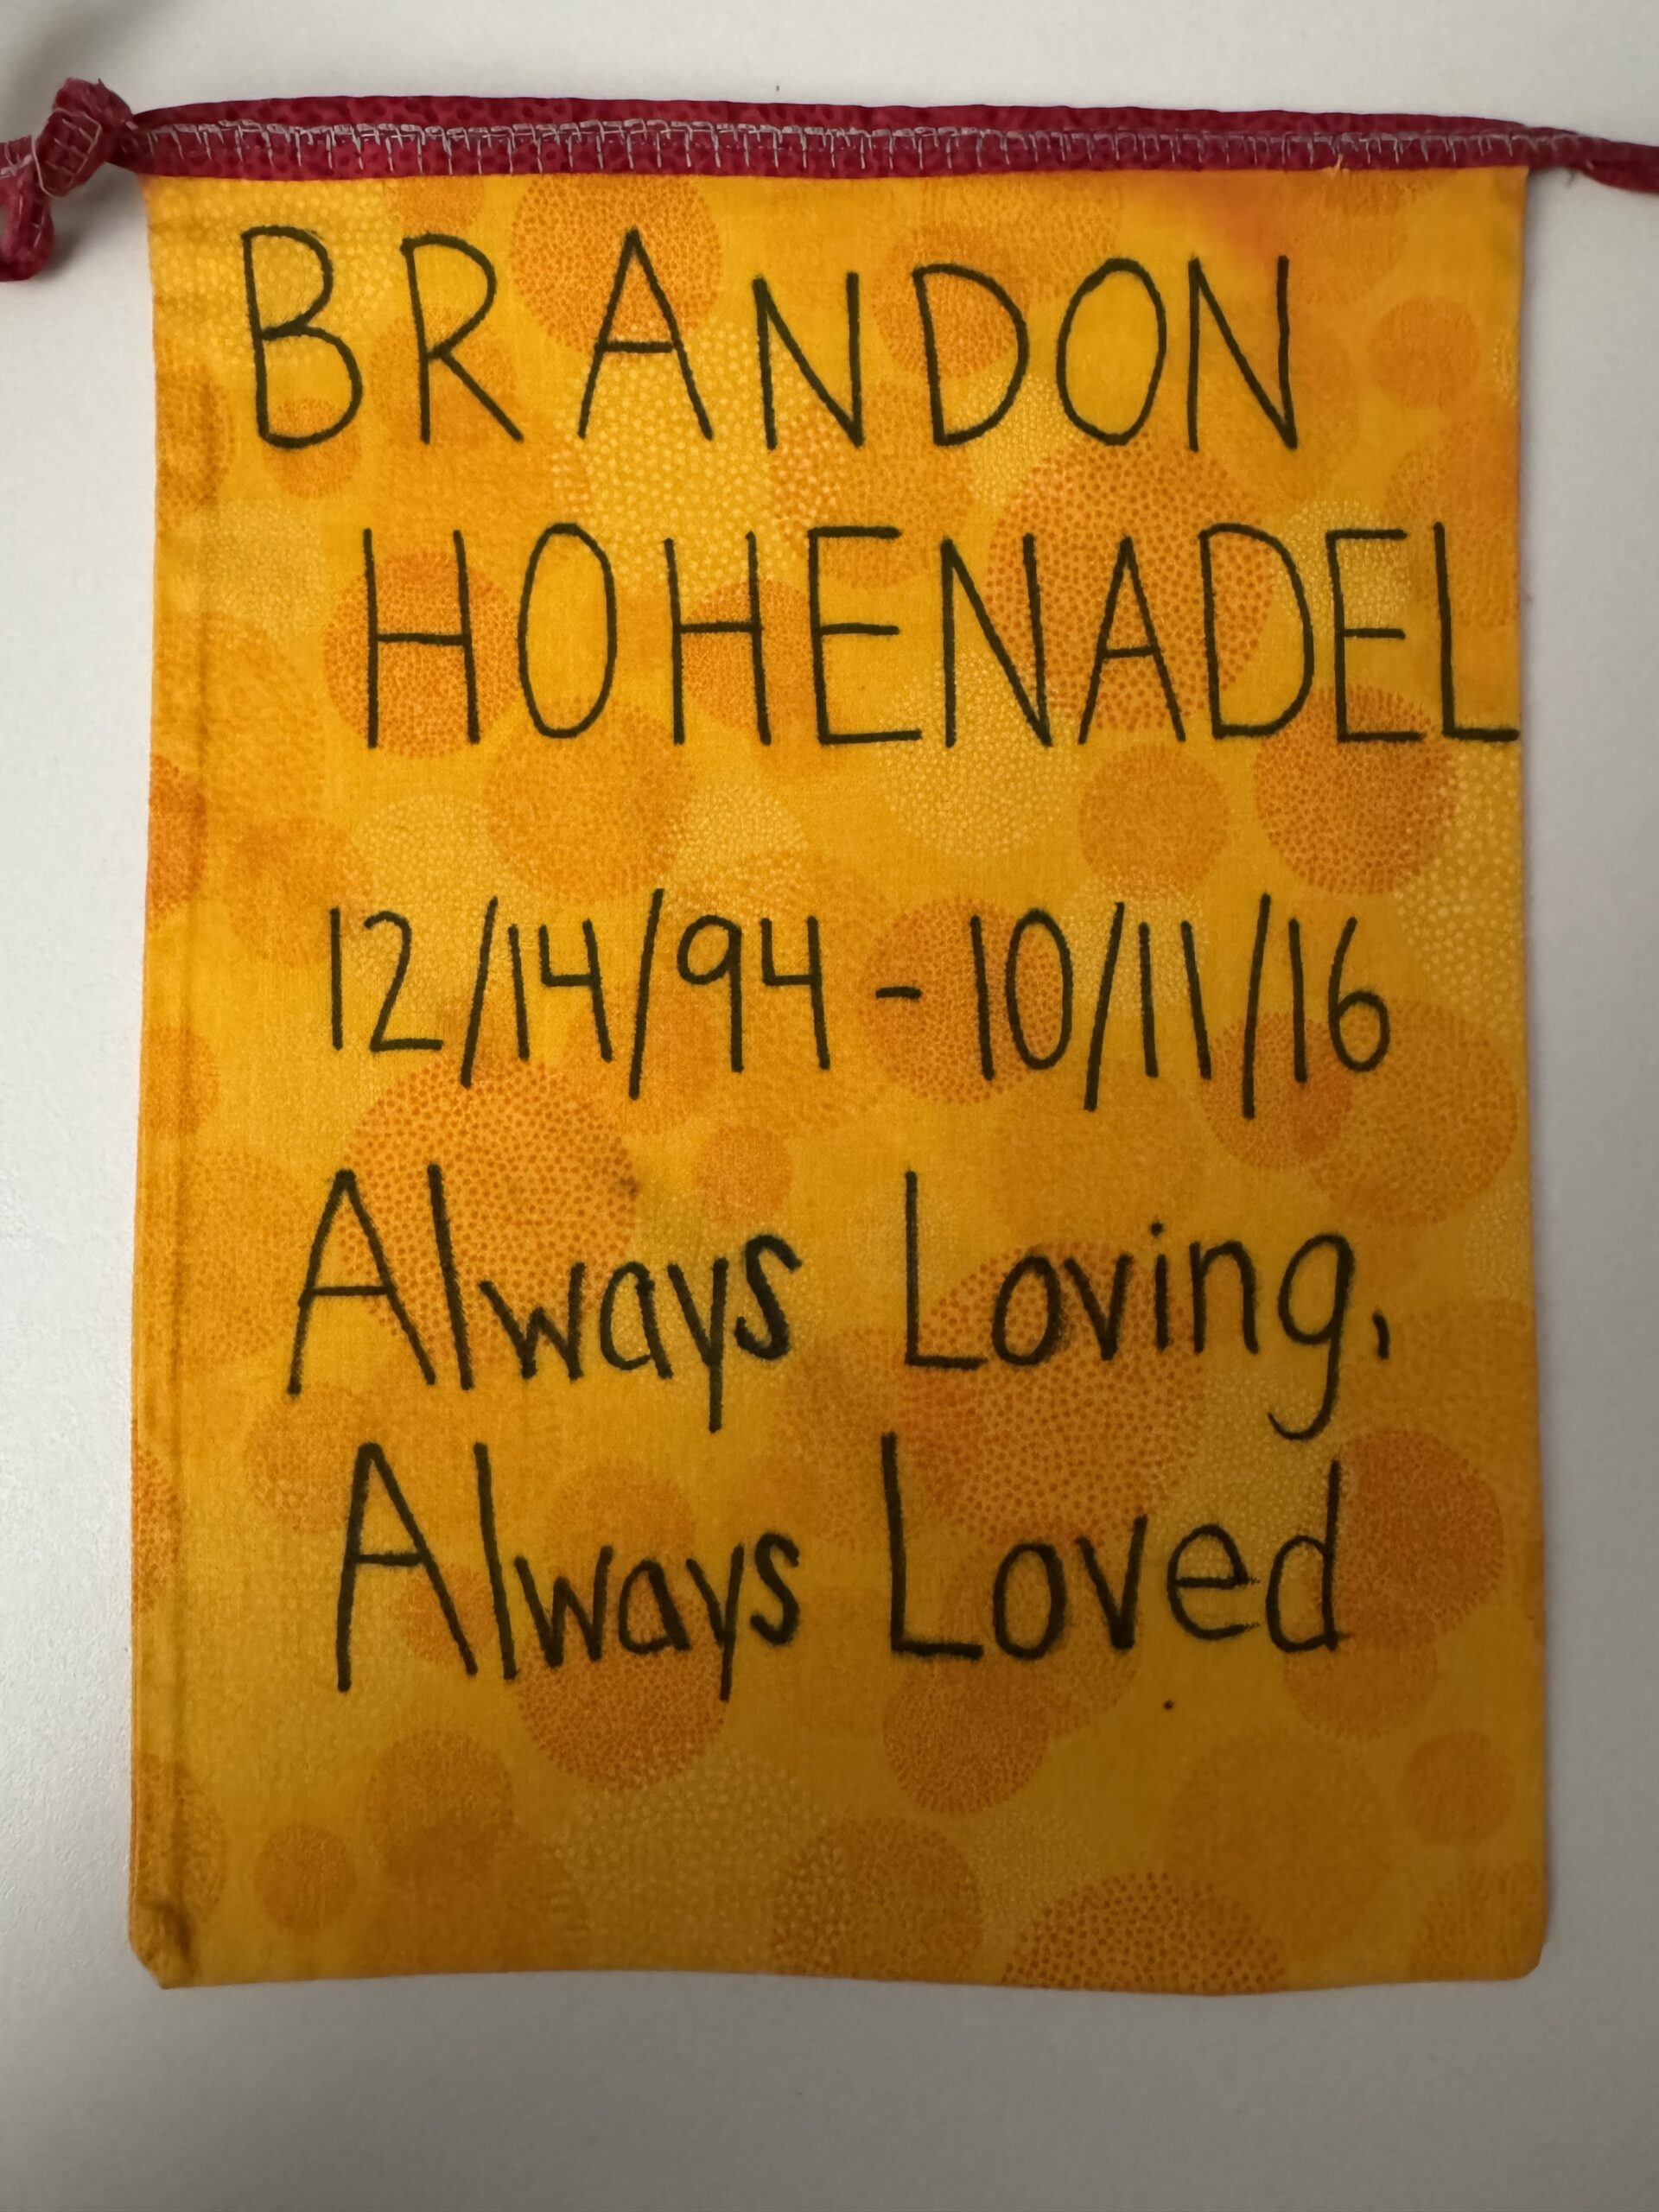 BRANDON
HOHENADEL
12/14/94 - 10/11/16
Always Loving,
Always Loved